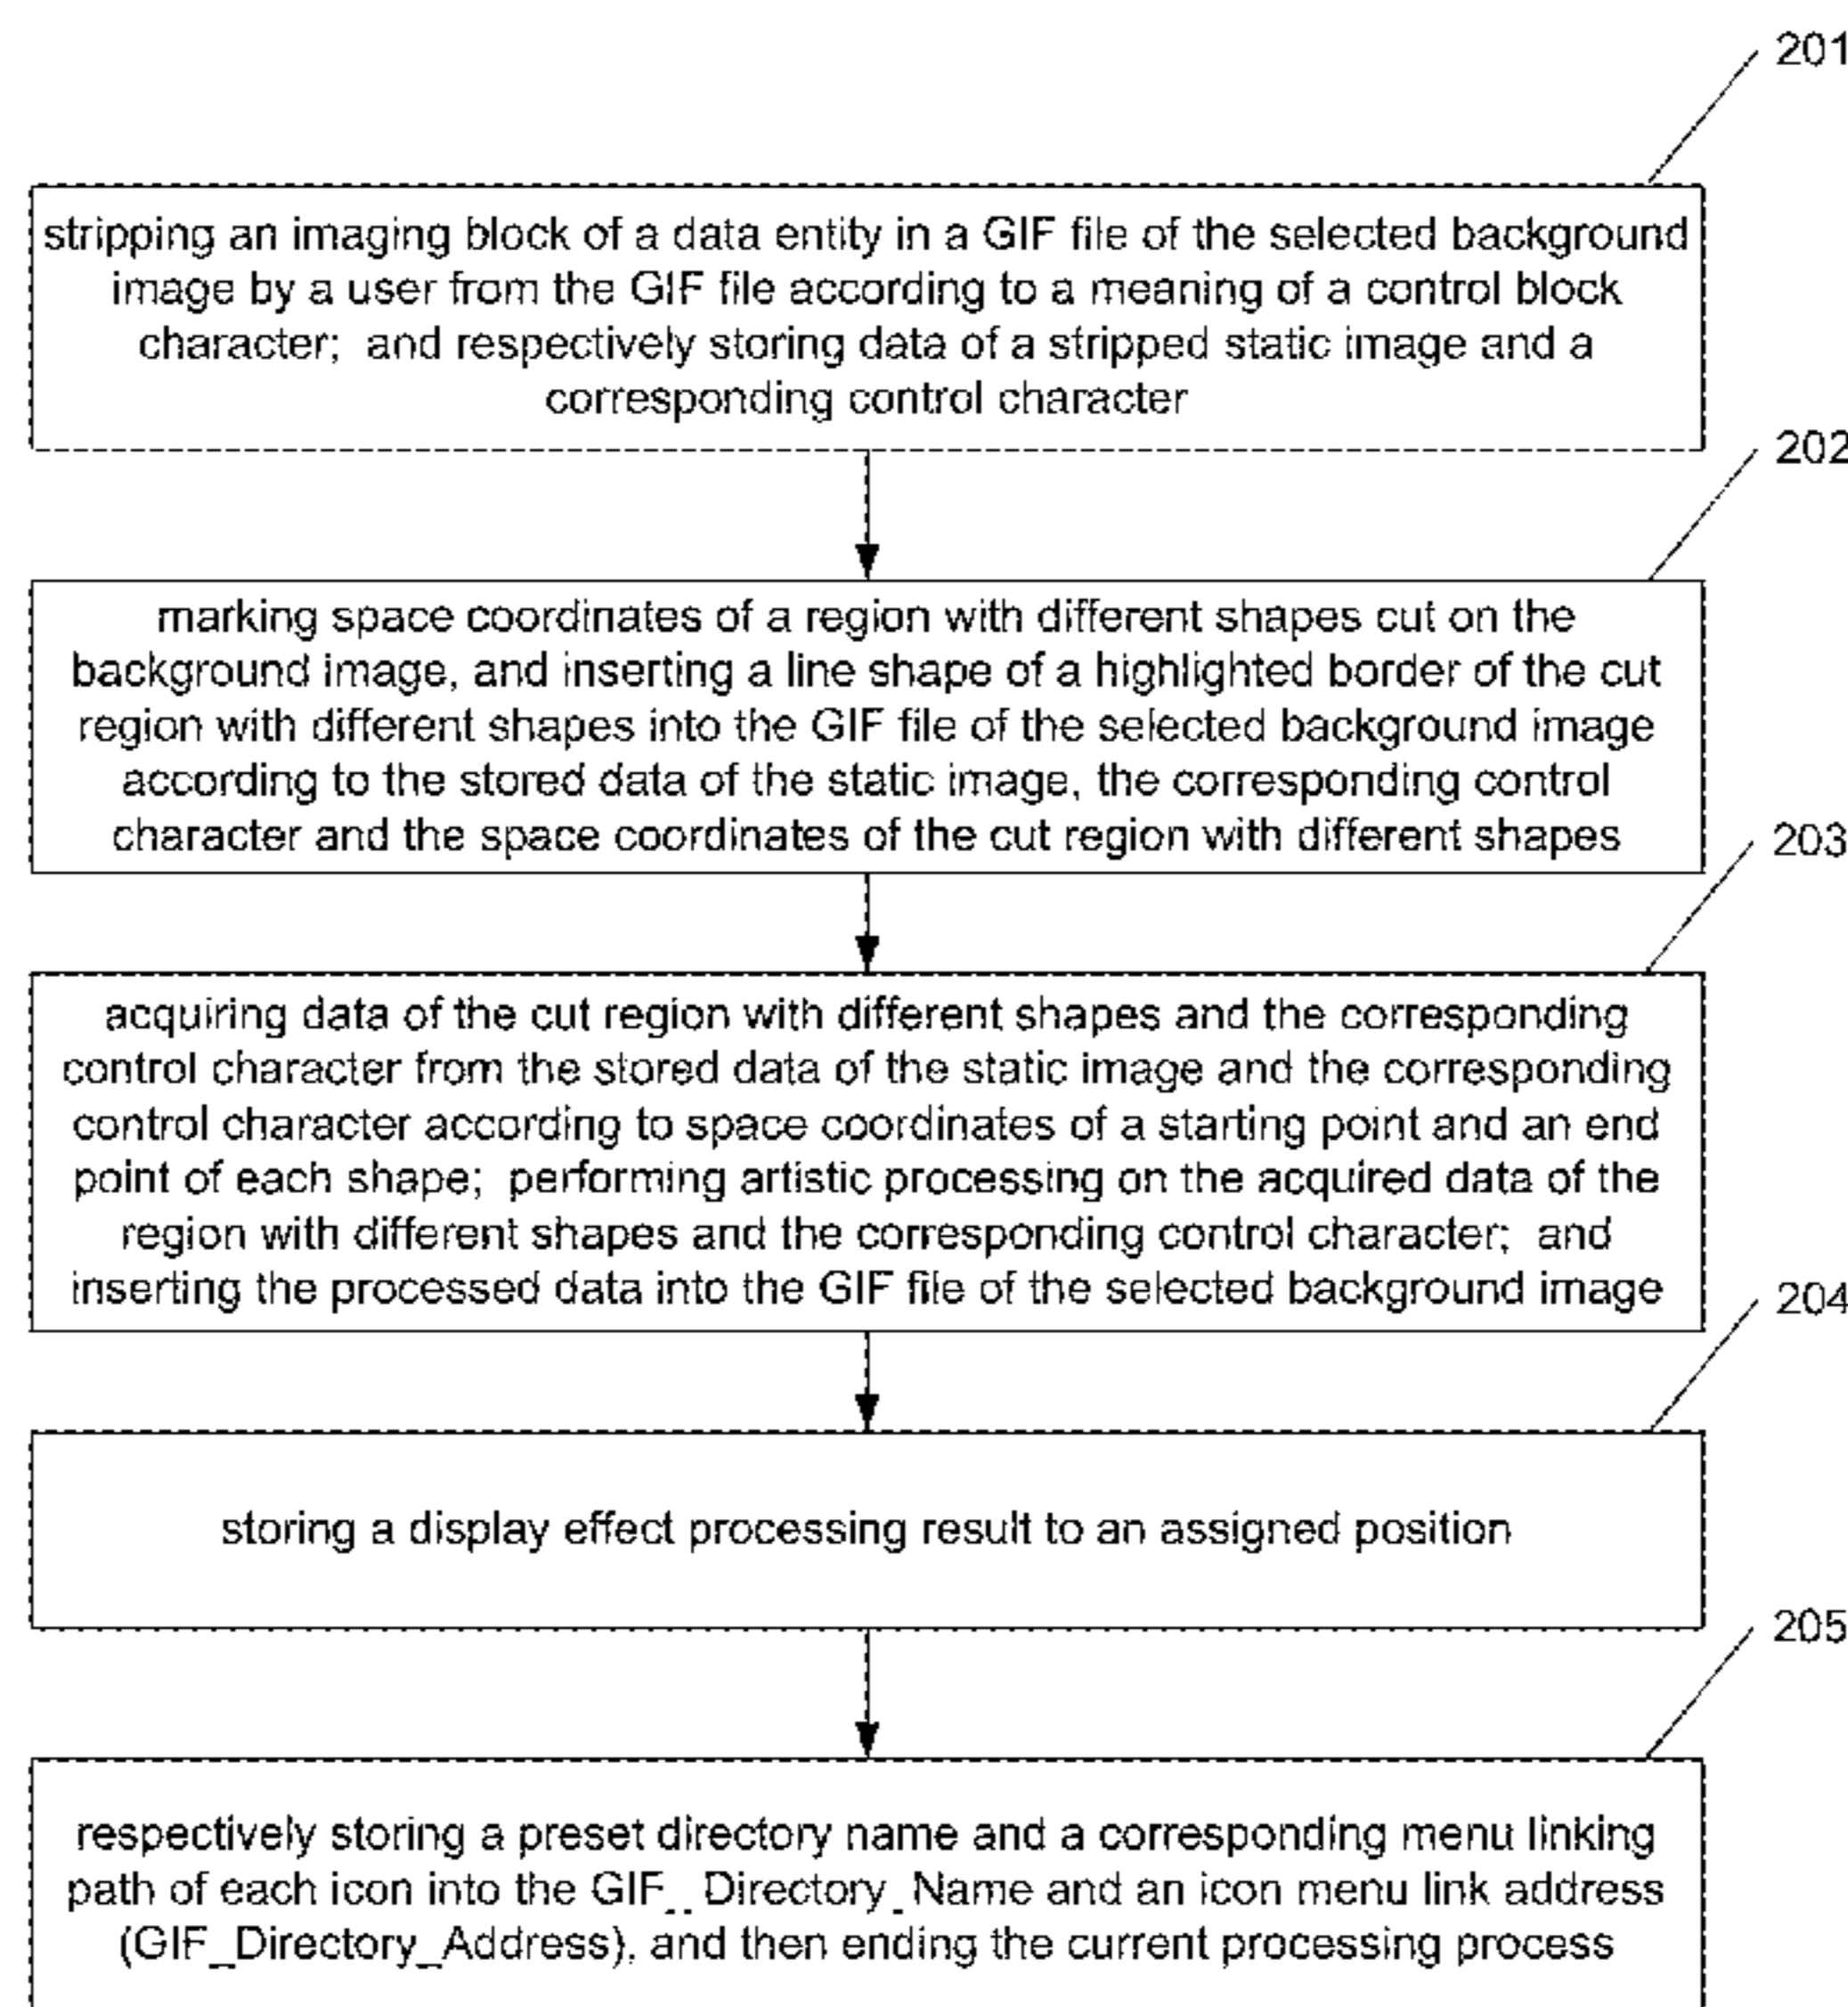 201
stripping an imaging block of a data entity in a GIF file of the selected background
image by a user from the GIF file according to a meaning of a control block
character; and respectively storing data of a stripped static image and a
corresponding control character
202
marking space coordinates of a region with different shapes cut on the
background image, and inserting a line shape of a highlighted border of the cut
region with different shapes into the GIF file of the selected background image
according to the stored data of the static image, the corresponding control
character and the space coordinates of the cut region with different shapes
203
acquiring data of the cut region with different shapes and the corresponding
control character from the stored data of the static image and the corresponding
control character according to space coordinates of a starting point and an end
point of each shape; performing artistic processing on the acquired data of the
region with different shapes and the corresponding control character; and
inserting the processed data into the GIF file of the selected background image
204
storing a display effect processing result to an assigned position
205
respectively storing a preset directory name and a corresponding menu linking
path of each icon into the GIF_Directory_Name and an icon menu link address
(GIF_Directory_Address), and then ending the current processing process